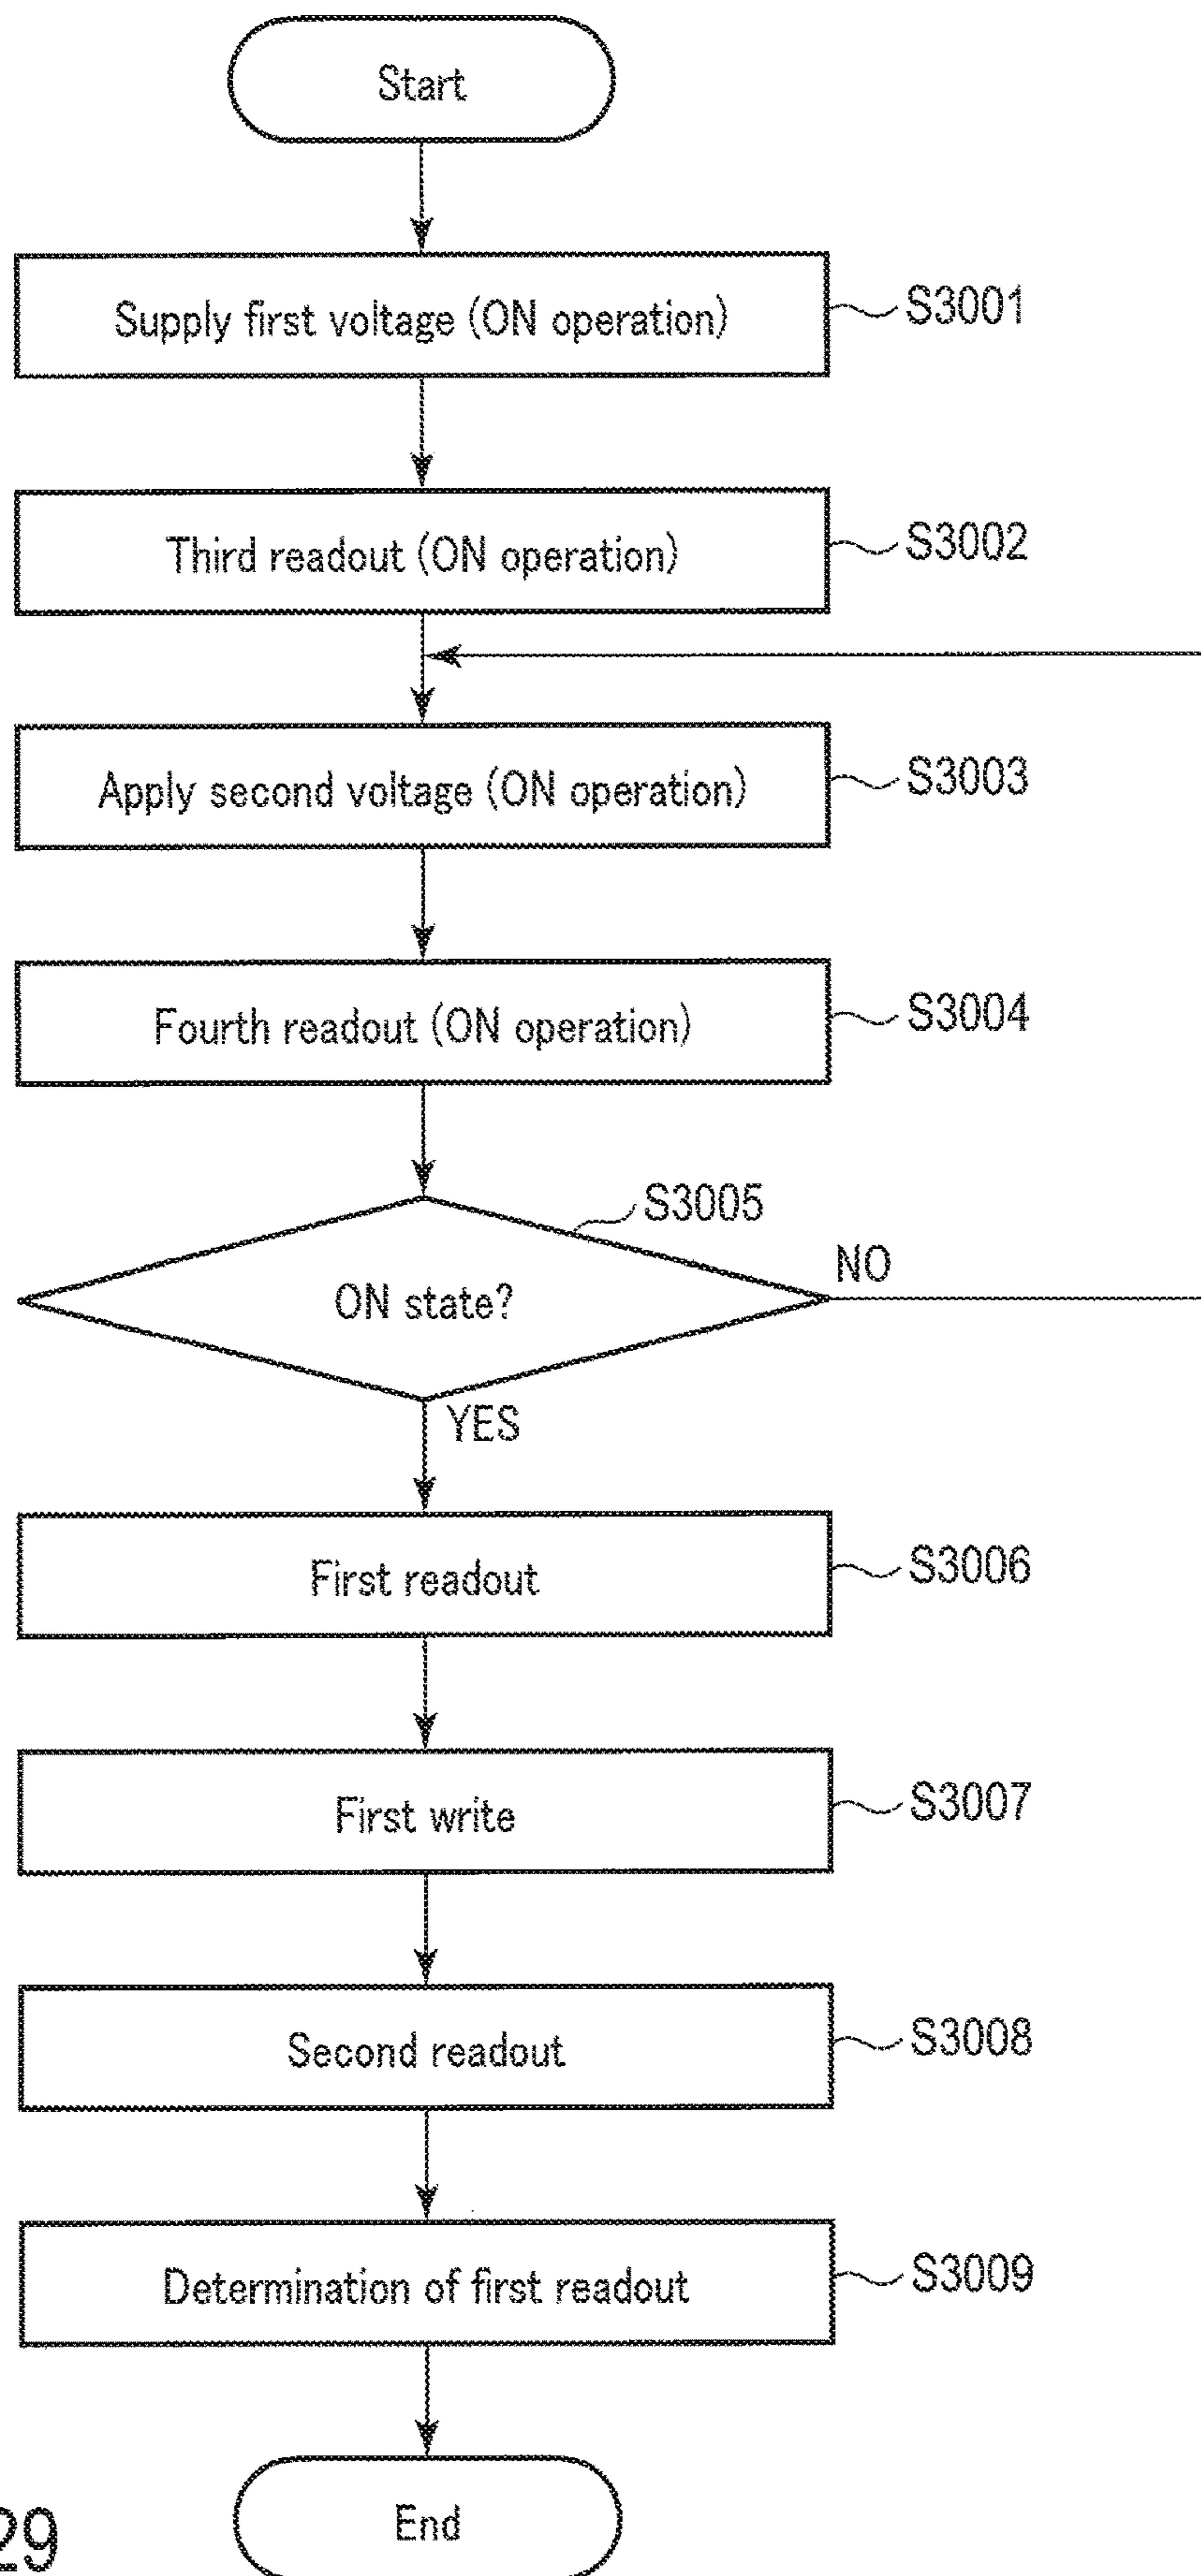 Start
Supply first voltage (ON operation)
S3001
Third readout (ON operation)
S3002
Apply second voltage (ON operation)
S3003
Fourth readout (ON operation)
S3004
S3005
ON state?
NO
YES
First readout
S3006
First write
S3007
Second readout
S3008
Determination of first readout
S3009
End
29